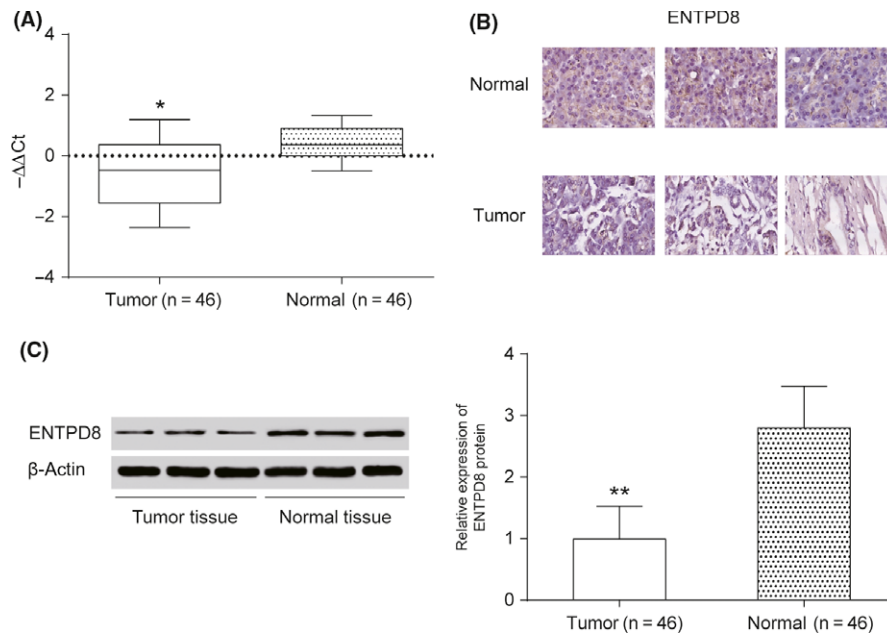 (A)
4
2
0
−2
−4
−ΔΔCt
*
Tumor (n = 46)
Normal (n = 46)
(B)
ENTPD8
Normal
Tumor
(C)
ENTPD8
β-Actin
Tumor tissue
Normal tissue
Relative expression of
ENTPD8 protein
4
3
2
1
0
**
Tumor (n = 46)
Normal (n = 46)